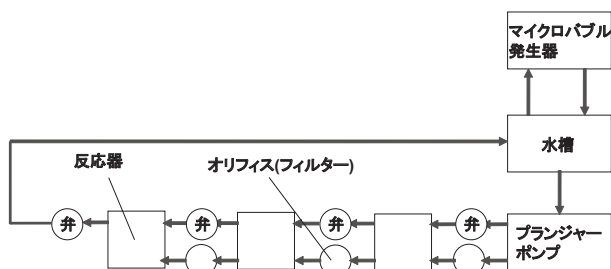 マイクロバブル
発生器
水槽
反応器
オリフィス(フィルター)
弁
弁
弁
弁
プランジャー
ポンプ